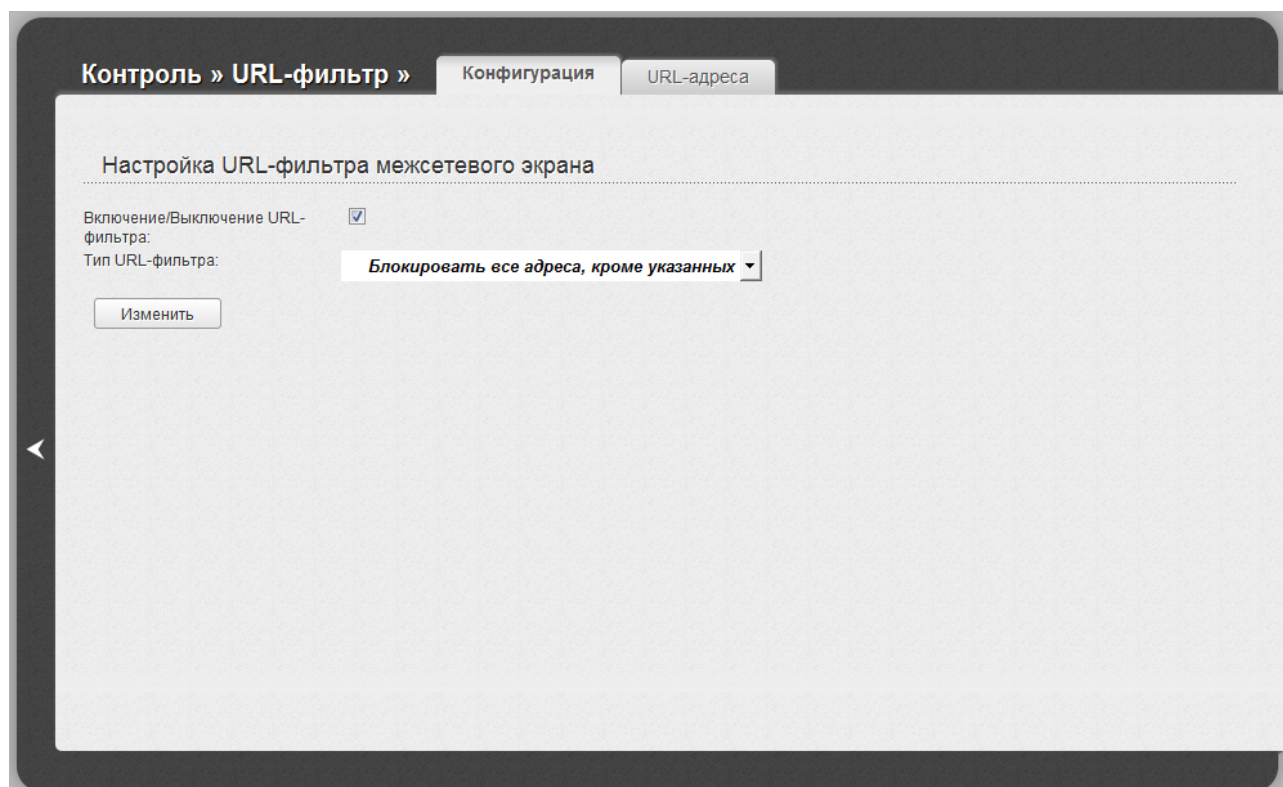 Контроль » URL-фильтр »
Конфигурация
URL-адреса
Настройка URL-фильтра межсетевого экрана
Включение/Выключение URL-
фильтра:
Тип URL-фильтра:
Блокировать все адреса, кроме указанных
Изменить